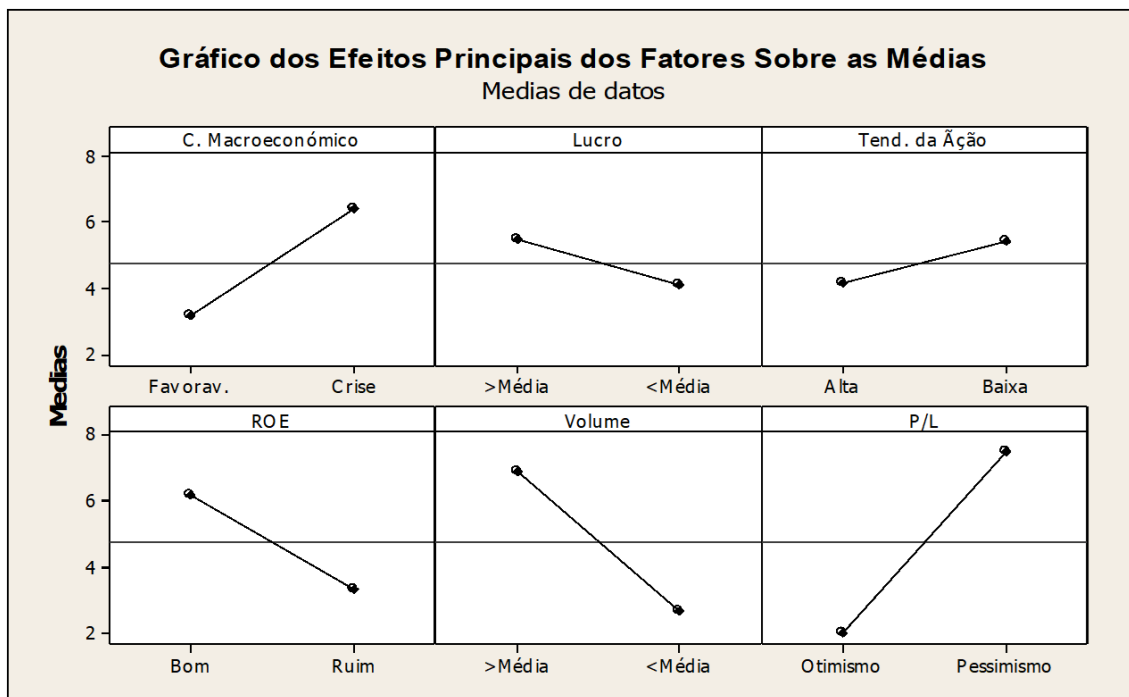 Gráfico dos Efeitos Principais dos Fatores Sobre as Médias
Medias de datos
Medias
C. Macroeconómico Lucro Tend. da Ãção
8
6
4
2
Favorav. Crise >Média <Média Alta Baixa
ROE Volume P/L
8
6
4
2
Bom Ruim >Média <Média Otimismo Pessimismo